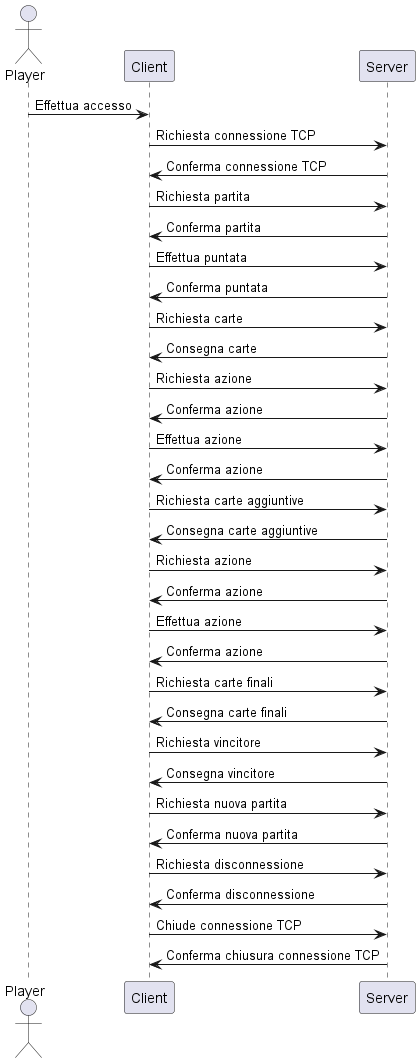 Player
Client
Server
Effettua accesso
Richiesta connessione TCP
Conferma connessione TCP
Richiesta partita
Conferma partita
Effettua puntata
Conferma puntata
Richiesta carte
Consegna carte
Richiesta azione
Conferma azione
Effettua azione
Conferma azione
Richiesta carte aggiuntive
Consegna carte aggiuntive
Richiesta azione
Conferma azione
Effettua azione
Conferma azione
Richiesta carte finali
Consegna carte finali
Richiesta vincitore
Consegna vincitore
Richiesta nuova partita
Conferma nuova partita
Richiesta disconnessione
Conferma disconnessione
Chiude connessione TCP
Conferma chiusura connessione TCP
Player
Client
Server